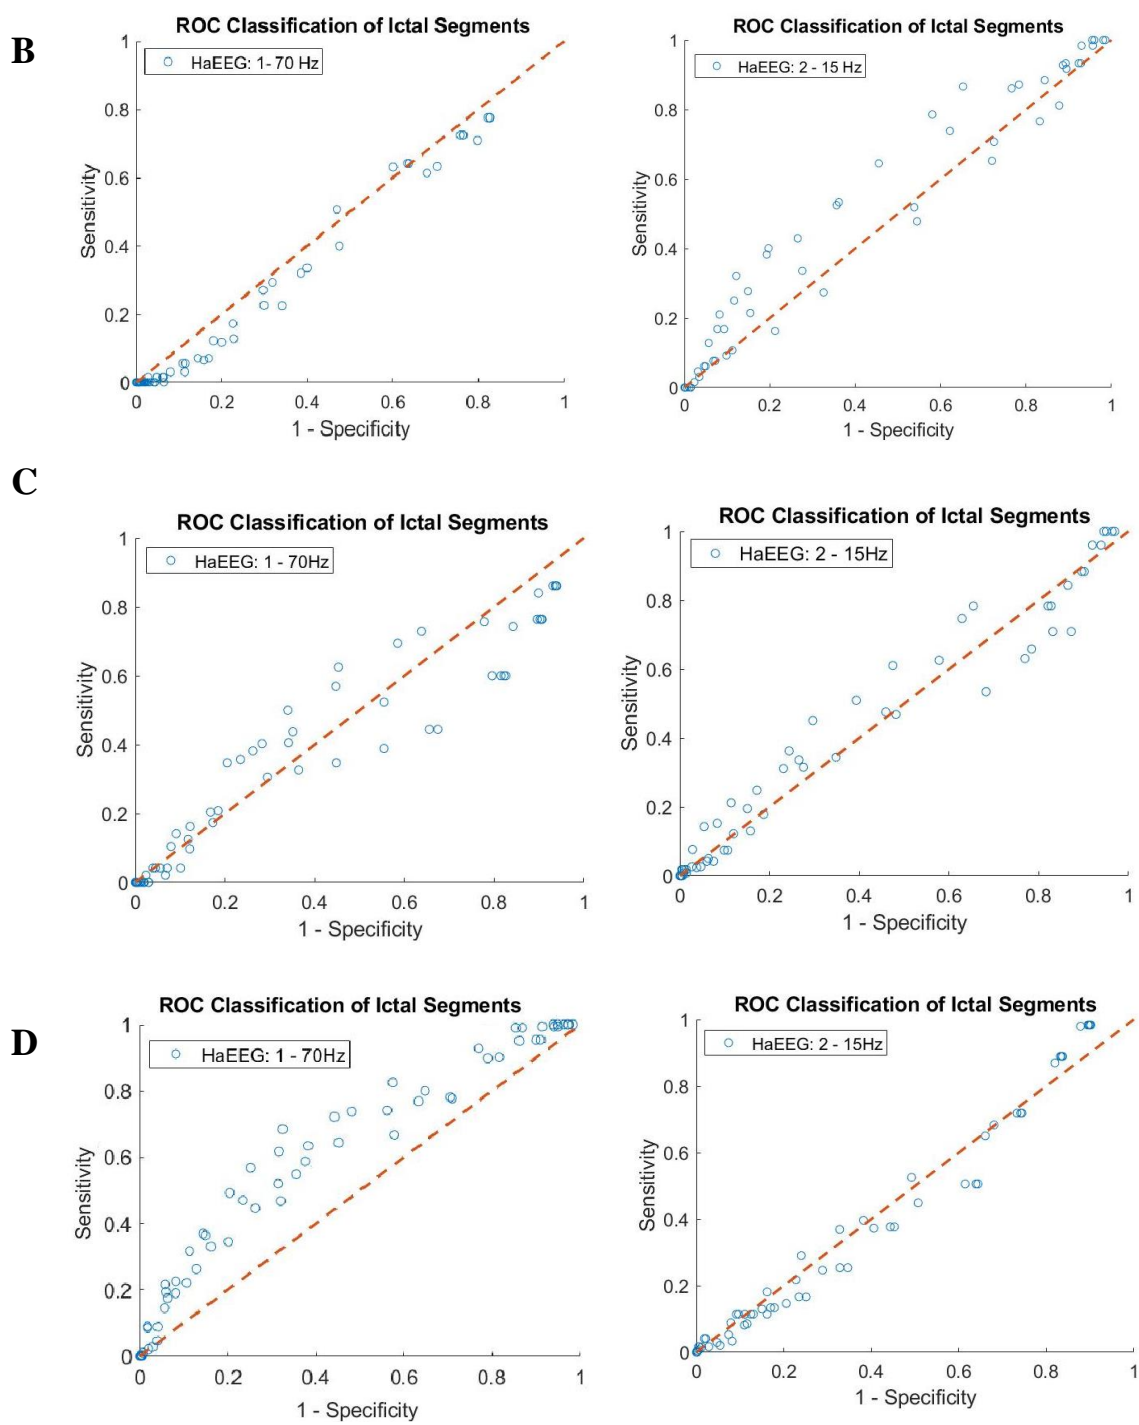 B
ROC Classification of Ictal Segments
HaEEG: 1- 70 Hz
1
0.8
0.6
0.4
0.2
0
Sensitivity
0 0.2 0.4 0.6 0.8 1
1 - Specificity
ROC Classification of Ictal Segments
HaEEG: 2 - 15 Hz
1
0.8
0.6
0.4
0.2
0
Sensitivity
0 0.2 0.4 0.6 0.8 1
1 - Specificity
C
ROC Classification of Ictal Segments
HaEEG: 1 - 70Hz
1
0.8
0.6
0.4
0.2
0
Sensitivity
0 0.2 0.4 0.6 0.8 1
1 - Specificity
ROC Classification of Ictal Segments
HaEEG: 2 - 15Hz
1
0.8
0.6
0.4
0.2
0
Sensitivity
0 0.2 0.4 0.6 0.8 1
1 - Specificity
D
ROC Classification of Ictal Segments
HaEEG: 1 - 70Hz
1
0.8
0.6
0.4
0.2
0
Sensitivity
0 0.2 0.4 0.6 0.8 1
1 - Specificity
ROC Classification of Ictal Segments
HaEEG: 2 - 15Hz
1
0.8
0.6
0.4
0.2
0
Sensitivity
0 0.2 0.4 0.6 0.8 1
1 - Specificity